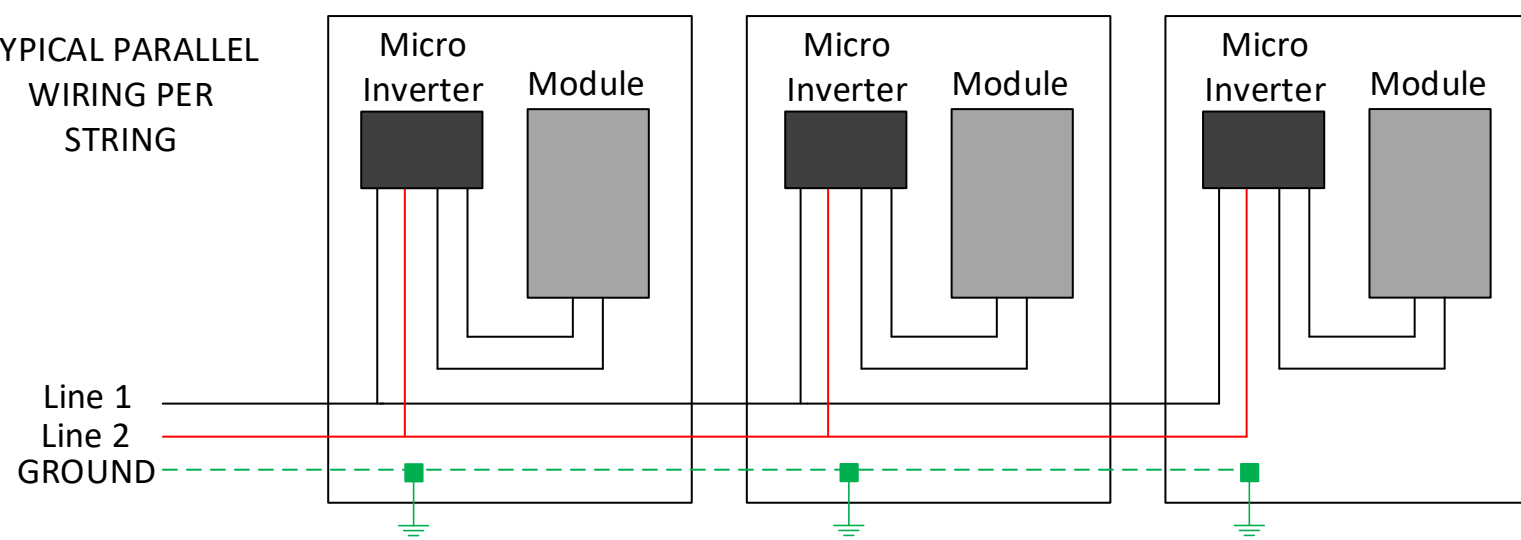 YPICAL PARALLEL
WIRING PER
STRING
Micro
Inverter
Module
Micro
Inverter
Module
Micro
Inverter
Module
Line 1
Line 2
GROUND